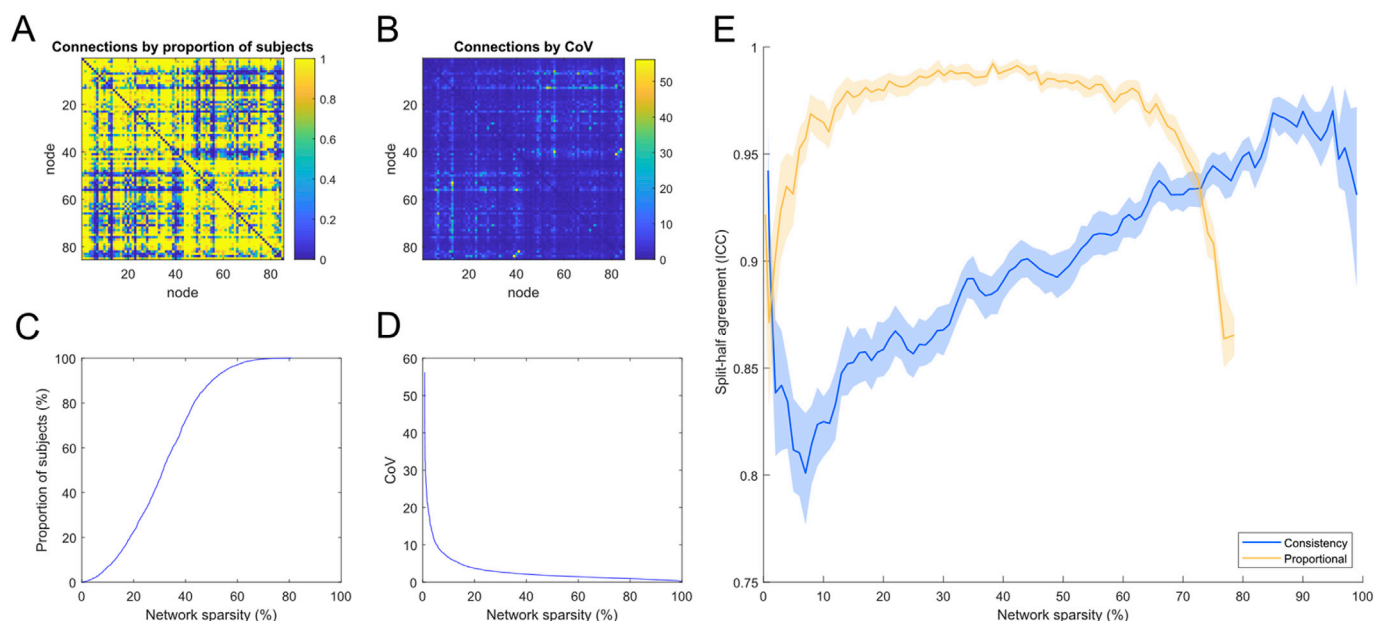 A
Connections by proportion of subjects
node
20
40
60
80
20 40 60 80
node
1
0.8
0.6
0.4
0.2
0
B
Connections by CoV
node
20
40
60
80
20 40 60 80
node
50
40
30
20
10
0
C
Proportion of subjects (%)
100
80
60
40
20
0
0 20 40 60 80 100
Network sparsity (%)
D
CoV
60
50
40
30
20
10
0
0 20 40 60 80 100
Network sparsity (%)
E
Split-half agreement (ICC)
1
0.95
0.9
0.85
0.8
0.75
0 10 20 30 40 50 60 70 80 90 100
Network sparsity (%)
Consistency
Proportional